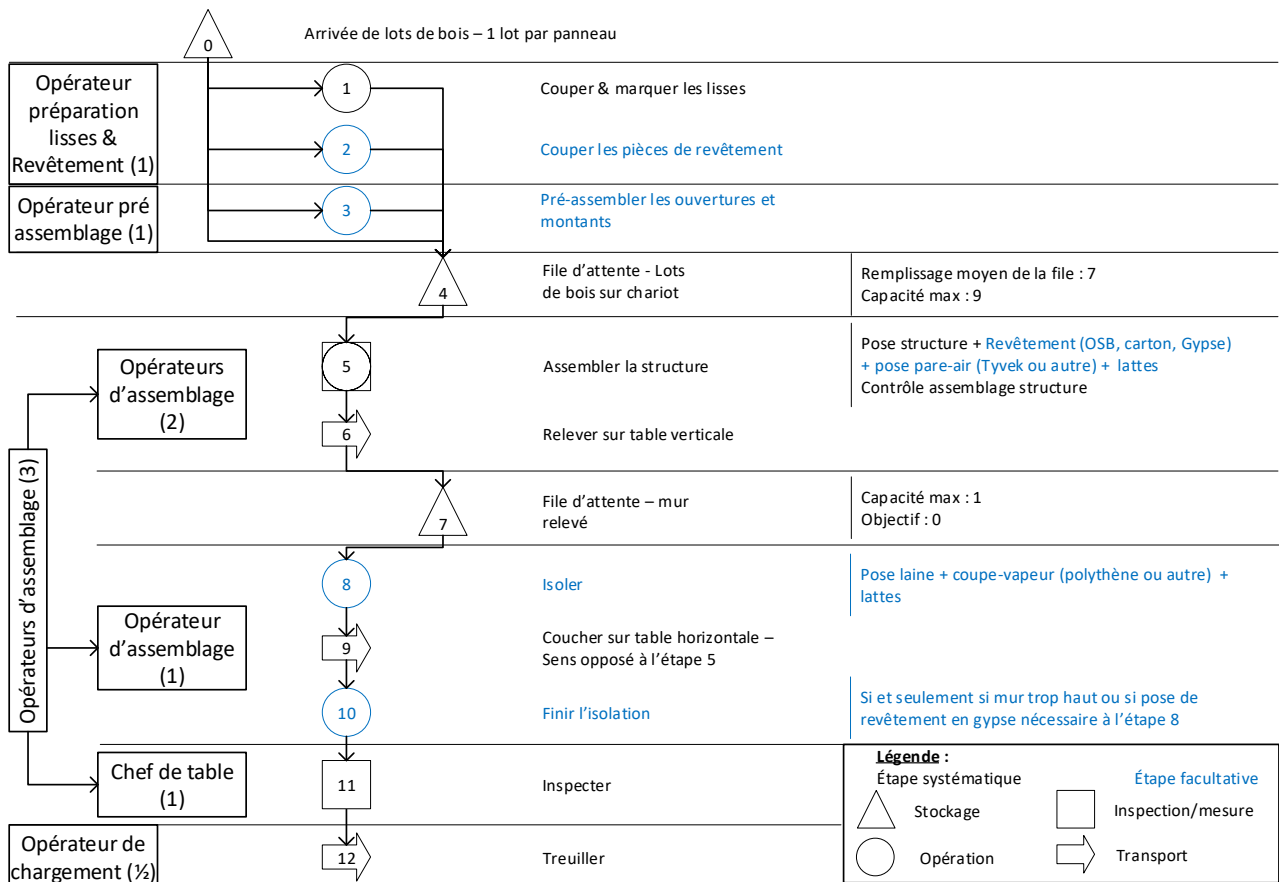 0
Arrivée de lots de bois – 1 lot par panneau
Opérateur
préparation
lisses &
Revêtement (1)
1
Couper & marquer les lisses
2
Couper les pièces de revêtement
Opérateur pré
assemblage (1)
3
Pré-assembler les ouvertures et
montants
4
File d'attente - Lots
de bois sur chariot
Remplissage moyen de la file : 7
Capacité max : 9
Opérateurs d'assemblage (3)
Opérateurs
d'assemblage
(2)
5
Assembler la structure
Pose structure + Revêtement (OSB, carton, Gypse)
+ pose pare-air (Tyvek ou autre) + lattes
Contrôle assemblage structure
6
Relever sur table verticale
7
File d'attente – mur
relevé
Capacité max : 1
Objectif : 0
8
Isoler
Pose laine + coupe-vapeur (polythène ou autre) +
lattes
Opérateur
d'assemblage
(1)
9
Coucher sur table horizontale –
Sens opposé à l'étape 5
10
Finir l'isolation
Si et seulement si mur trop haut ou si pose de
revêtement en gypse nécessaire à l'étape 8
Chef de table
(1)
11
Inspecter
Opérateur de
chargement (½)
12
Treuiller
Légende :
Étape systématique
Étape facultative
Stockage
Inspection/mesure
Opération
Transport